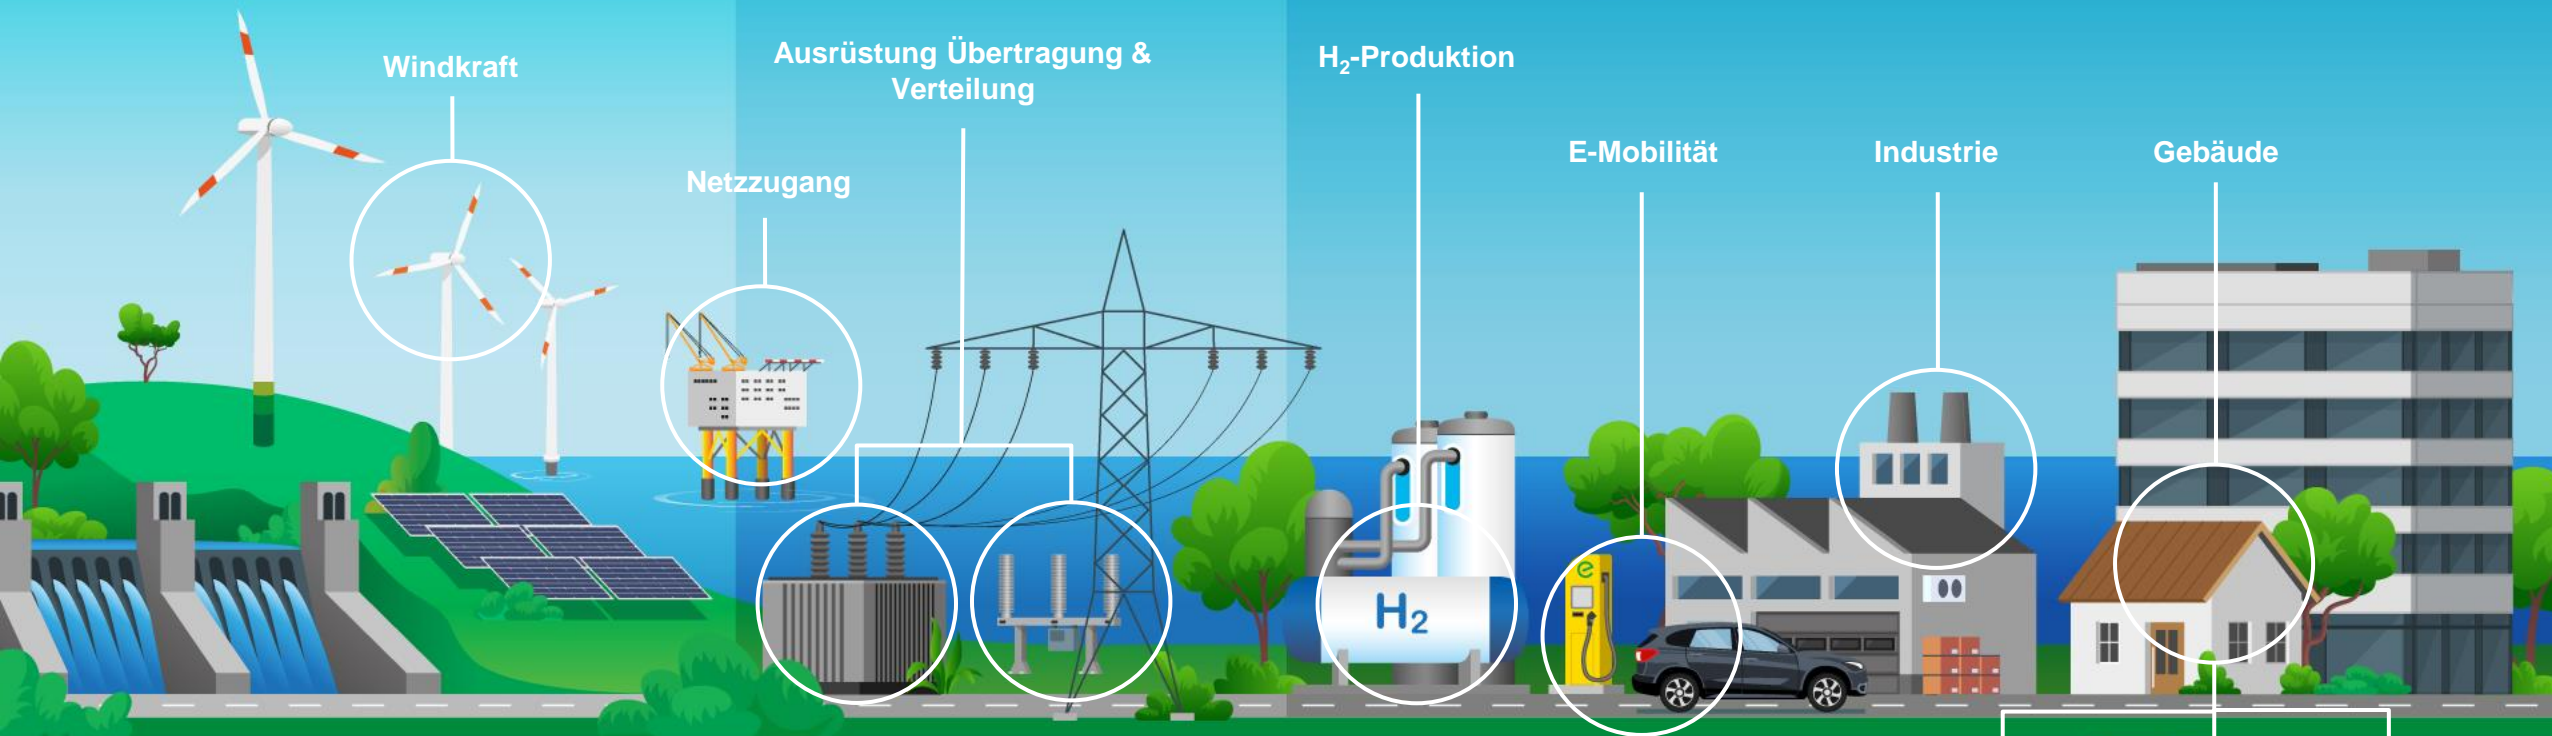 Windkraft
Ausrüstung Übertragung &
Verteilung
H₂-Produktion
Netzzugang
E-Mobilität
Industrie
Gebäude
e
H₂